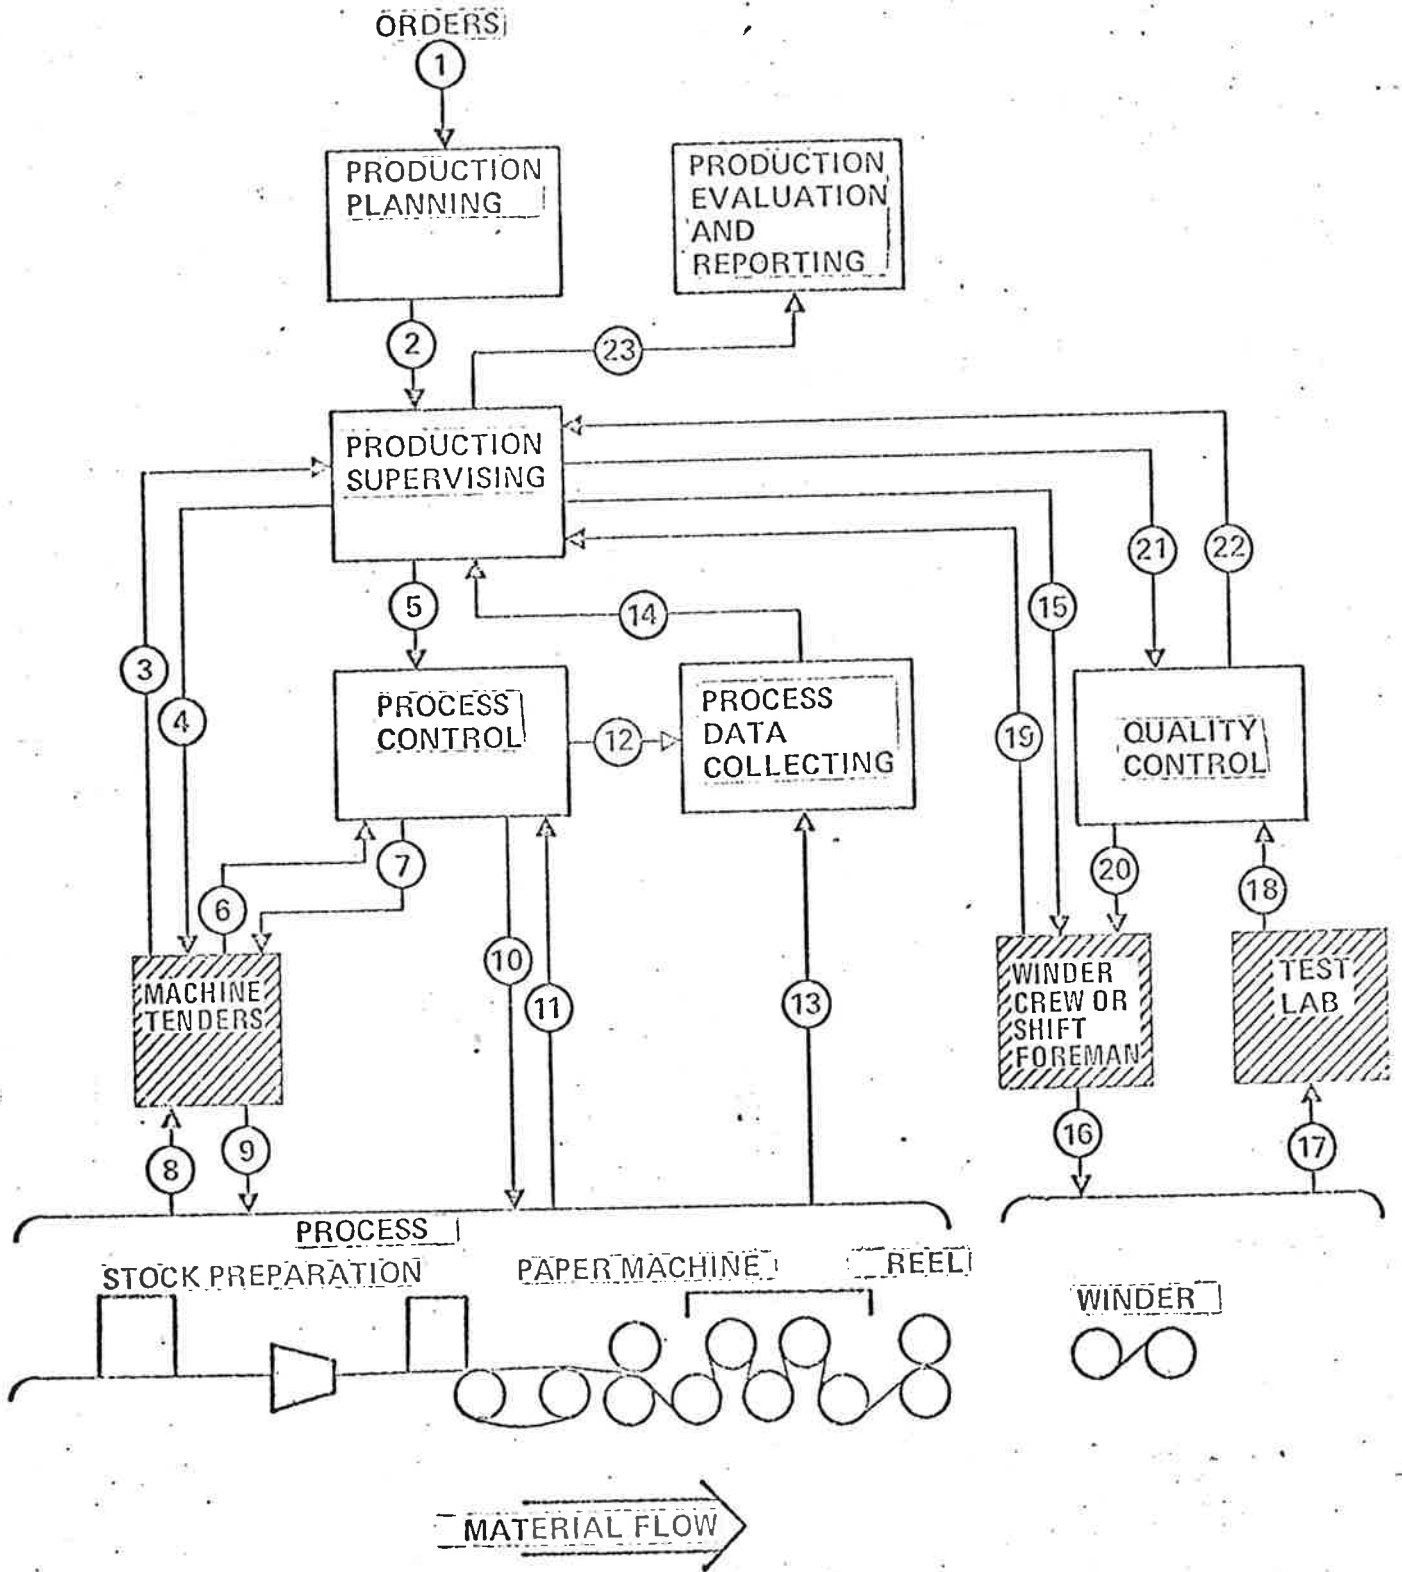 ORDERS
1
PRODUCTION
PLANNING
PRODUCTION
EVALUATION
AND
REPORTING
2
23
PRODUCTION
SUPERVISING
3
4
5
14
15
19
21
22
PROCESS
CONTROL
12
PROCESS
DATA
COLLECTING
QUALITY
CONTROL
6
7
10
11
13
20
18
MACHINE
TENDERS
WINDER
CREW OR
SHIFT
FOREMAN
TEST
LAB
8
9
16
17
PROCESS
STOCK PREPARATION
PAPER MACHINE
REEL
WINDER
MATERIAL FLOW